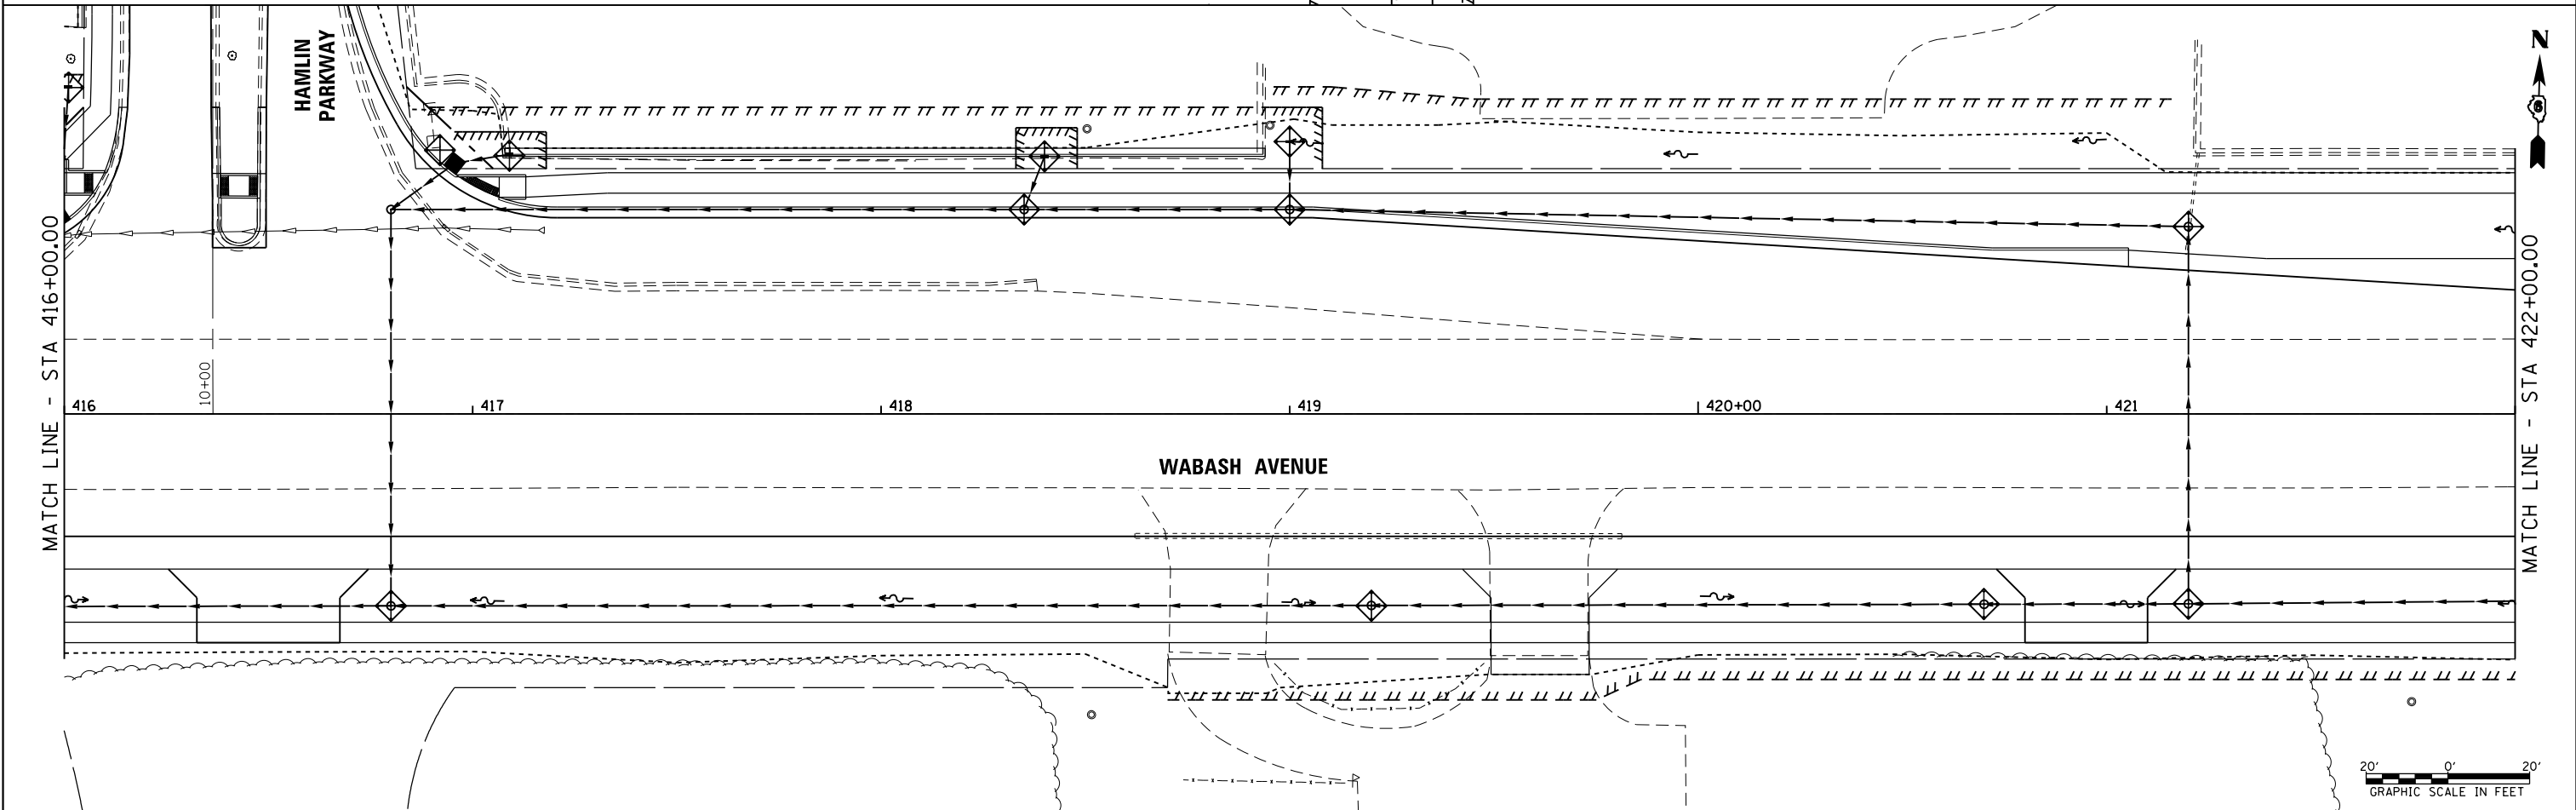 HAMLIN
PARKWAY
N
6
MATCH LINE - STA 416+00.00
MATCH LINE - STA 422+00.00
10+00
416
417
418
419
420+00
421
WABASH AVENUE
20'
0'
20'
GRAPHIC SCALE IN FEET